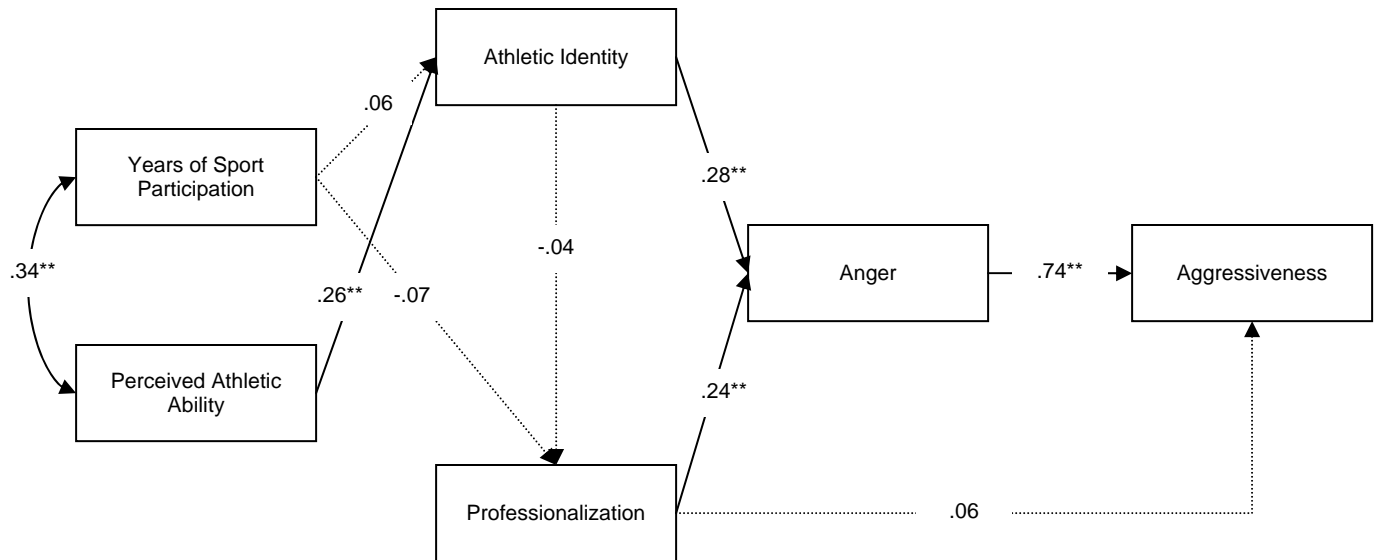 Athletic Identity
.06
Years of Sport
Participation
.28**
-.04
.34**
Anger
.74**
Aggressiveness
.26**
-.07
Perceived Athletic
Ability
.24**
Professionalization
.06